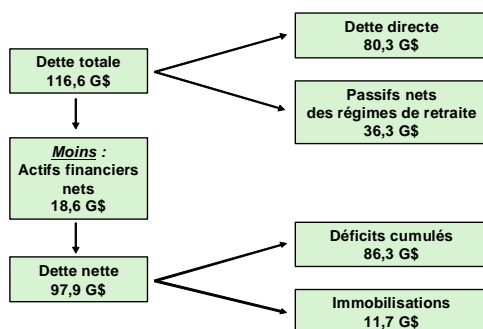 Dette totale
116,6 G$
Dette directe
80,3 G$
Passifs nets
des régimes de retraite
36,3 G$
Moins :
Actifs financiers
nets
18,6 G$
Dette nette
97,9 G$
Déficits cumulés
86,3 G$
Immobilisations
11,7 G$